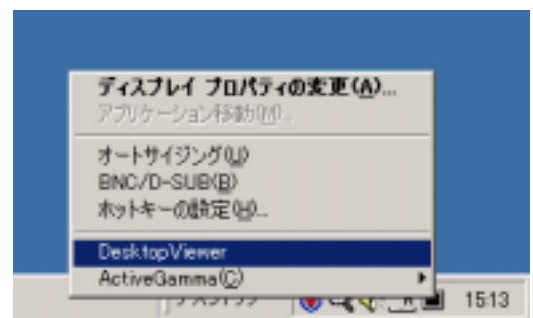 ディスプレイ プロパティの変更(A)...
アプリケーション移動(M)...
オートサイジング(U)
BNC/D-SUB(B)
ホットキーの設定(H)...
DesktopViewer
ActiveGamma(C)
15:13